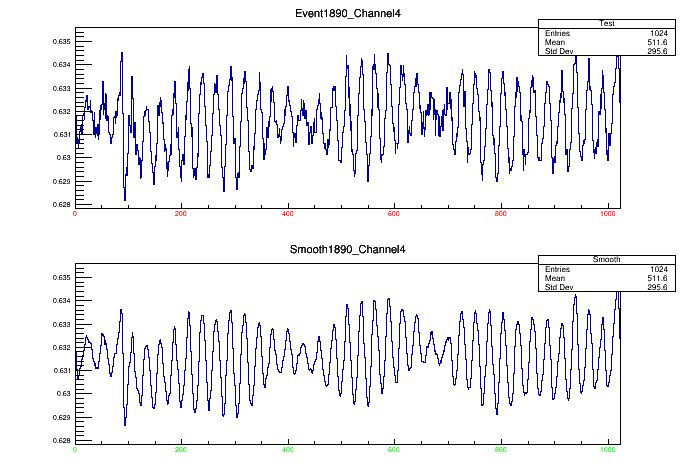 Event1890_Channel4
Test
Entries 1024
Mean 511.6
Std Dev 295.6
0.635
0.634
0.633
0.632
0.631
0.63
0.629
0.628
0 200 400 600 800 1000
Smooth1890_Channel4
Smooth
Entries 1024
Mean 511.6
Std Dev 295.6
0.635
0.634
0.633
0.632
0.631
0.63
0.629
0.628
0 200 400 600 800 1000